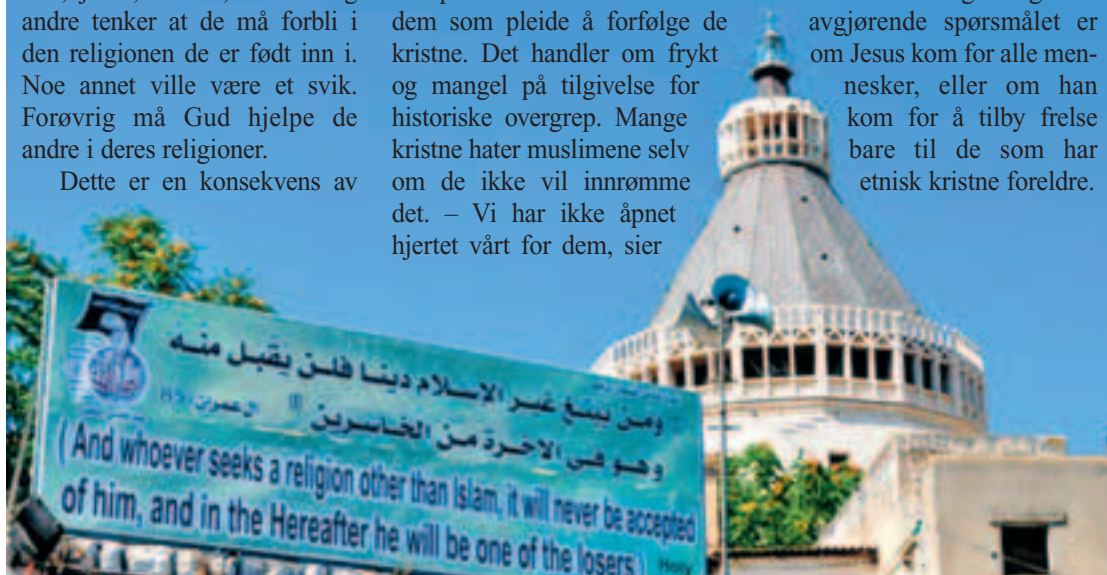 andre tenker at de må forbli i
den religionen de er født inn i.
Noe annet ville være et svik.
Forøvrig må Gud hjelpe de
andre i deres religioner.
Dette er en konsekvens av
dem som pleide å forfølge de
kristne. Det handler om frykt
og mangel på tilgivelse for
historiske overgrep. Mange
kristne hater muslimene selv
om de ikke vil innrømme
det. – Vi har ikke åpnet
hjertet vårt for dem, sier
avgjørende spørsmålet er
om Jesus kom for alle men-
nesker, eller om han
kom for å tilby frelse
bare til de som har
etnisk kristne foreldre.
ومن يبتغ غير الاسلام دينا فلن يقبل منه
وهو في الاخرة من الخاسرين ال عمران
( And whoever seeks a religion other than Islam, it will never be accepted
of him, and in the Hereafter he will be one of the losers ) Holy